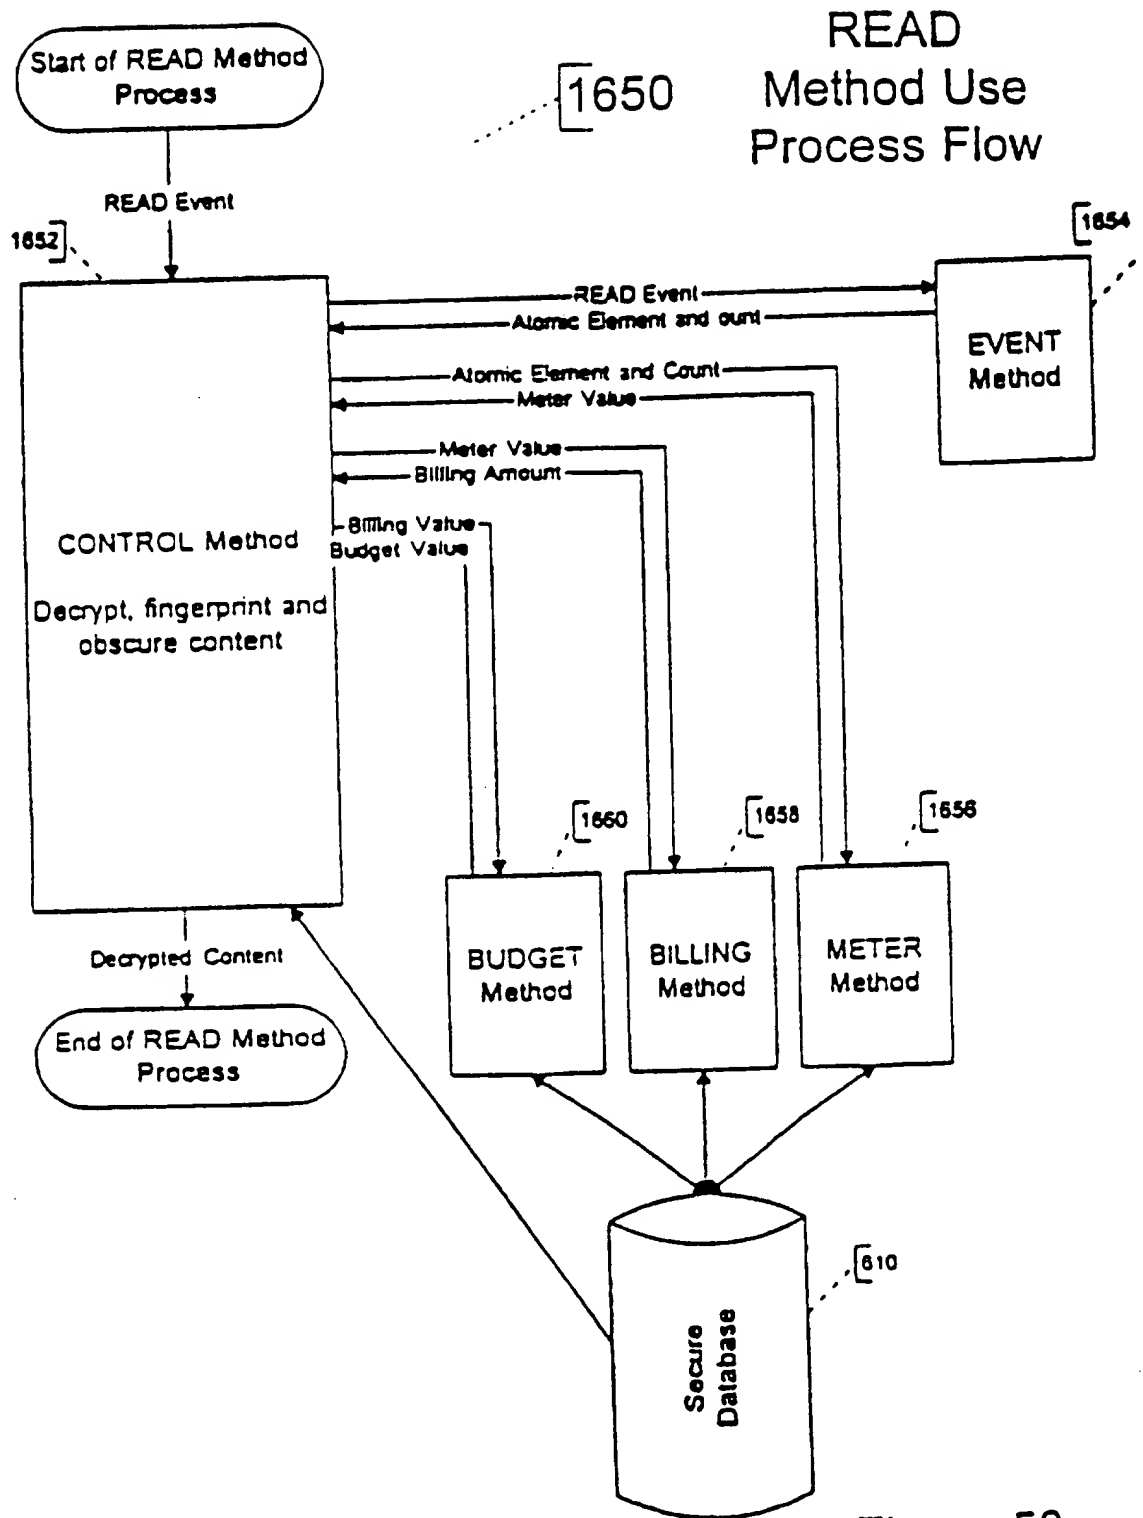 READ
Method Use
Process Flow
1650
Start of READ Method
Process
READ Event
1652
1654
READ Event
Atomic Element and ount
EVENT
Method
Atomic Element and Count
Meter Value
Meter Value
Billing Amount
Billing Value
Budget Value
CONTROL Method
Decrypt, fingerprint and
obscure content
1660
1658
1656
BUDGET
Method
BILLING
Method
METER
Method
Decrypted Content
End of READ Method
Process
610
Secure
Database